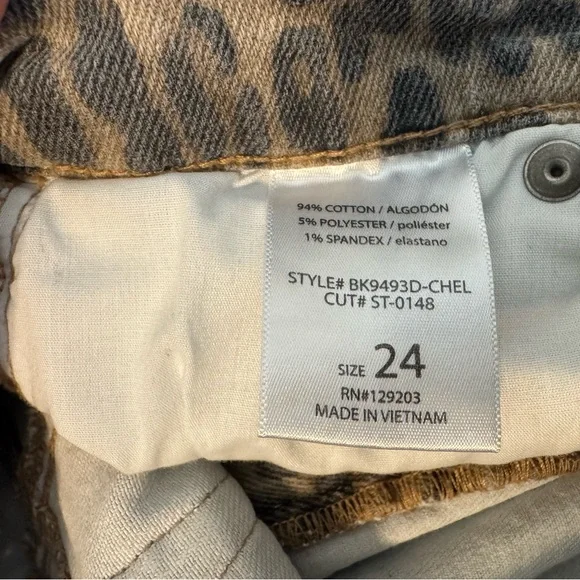 94% COTTON / ALGODÓN
5% POLYESTER / poliéster
1% SPANDEX / elastano
STYLE# BK9493D-CHEL
CUT# ST-0148
SIZE 24
RN#129203
MADE IN VIETNAM